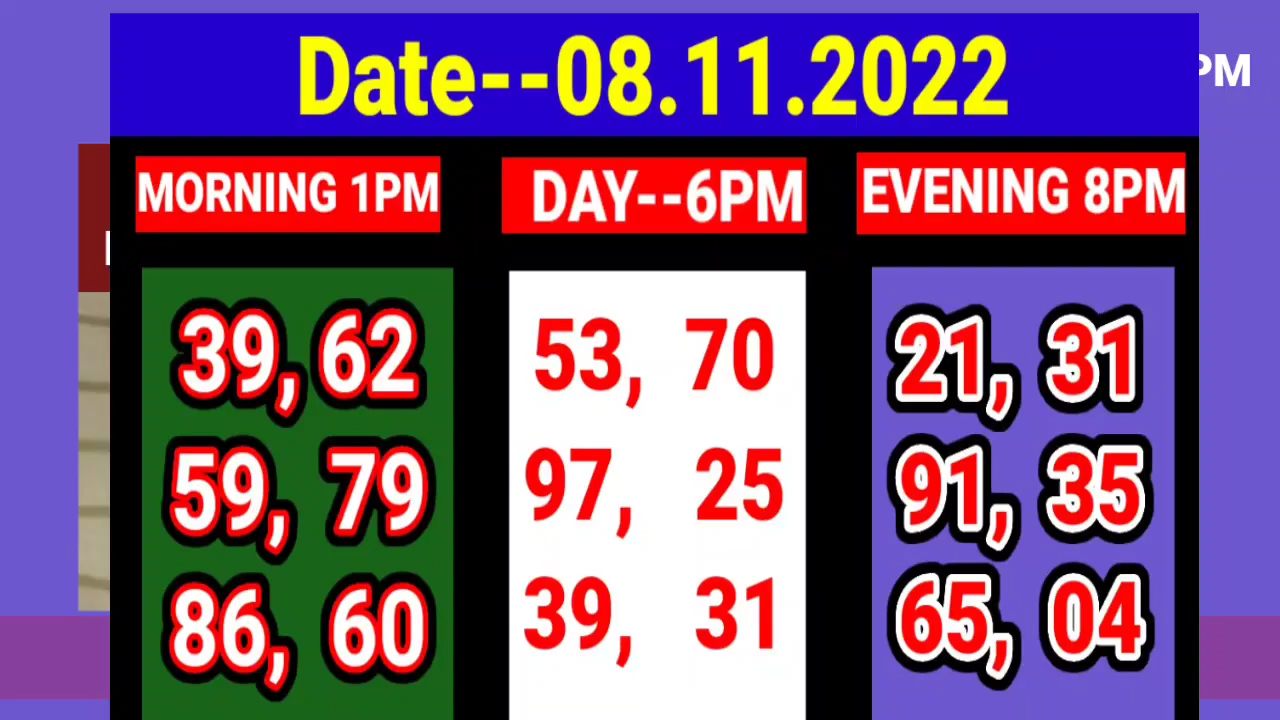 Date--08.11.2022
PM
MORNING 1PM
DAY--6PM
EVENING 8PM
39, 62
59, 79
86, 60
53, 70
97, 25
39, 31
21, 31
91, 35
65, 04